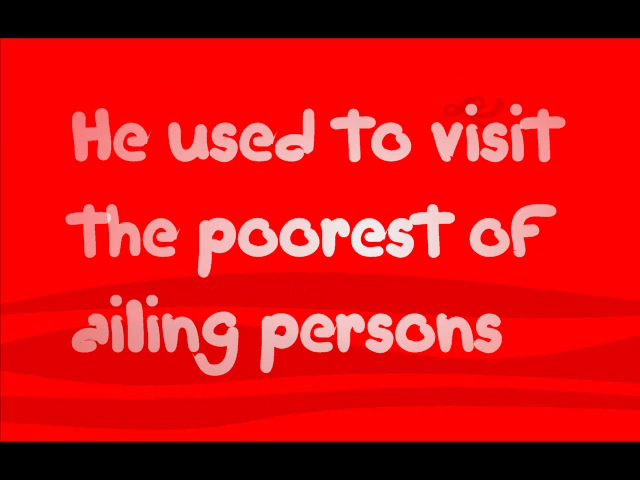 He used to visit
the poorest of
ailing persons